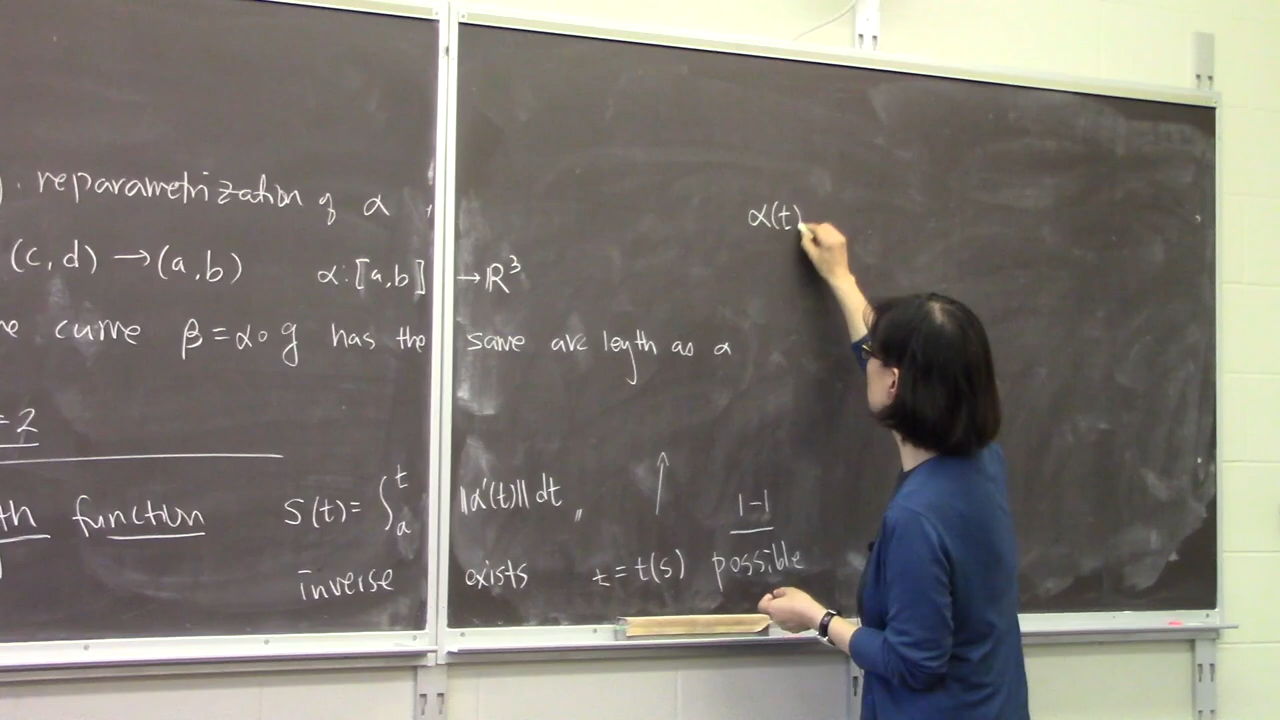 ). reparametrization of α,
(c,d) → (a,b) α: [a,b] → R³
curve β = α∘g has the same arc length as α
α(t)
= 2
function S(t) = ∫ₐᵗ ||α'(t)|| dt ,,
1-1
inverse exists t = t(s) possible